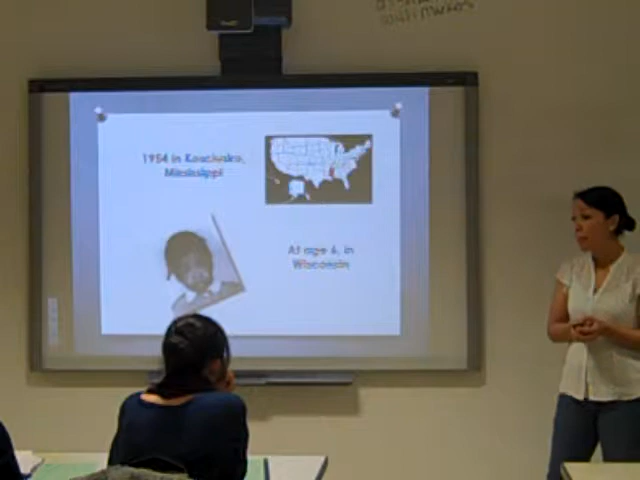 1954 in Kosciusko,
Mississippi
At age 6, in
Wisconsin